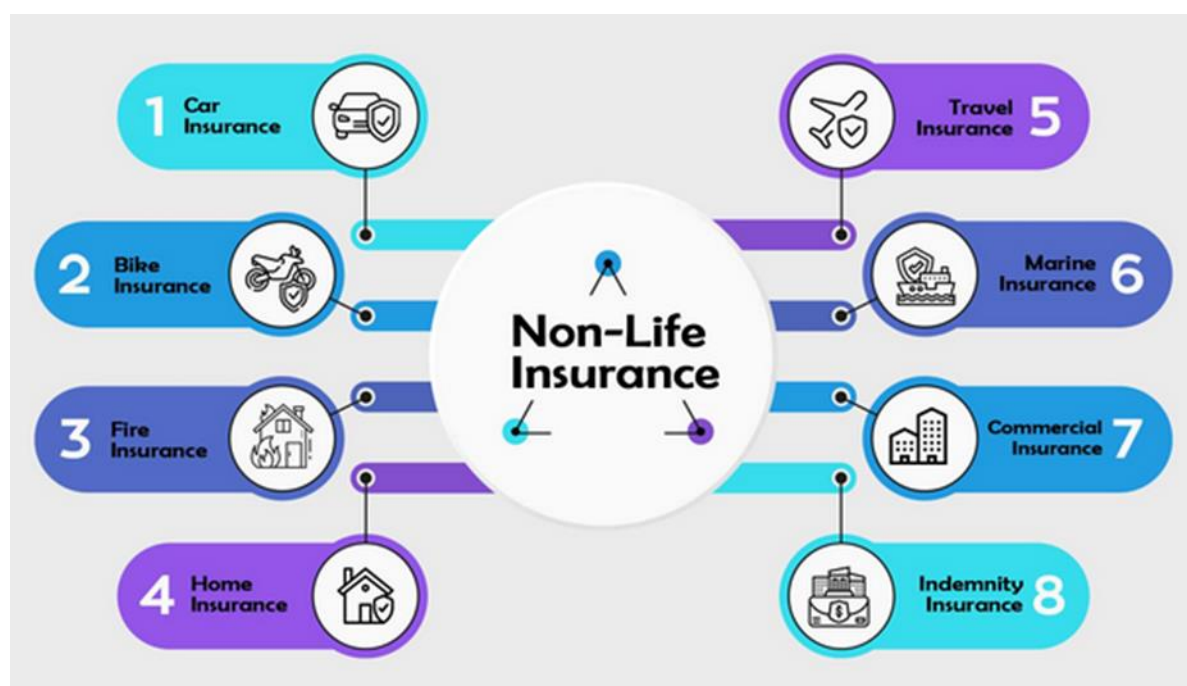 1
Car
Insurance
2
Bike
Insurance
3
Fire
Insurance
4
Home
Insurance
Non-Life
Insurance
Travel
Insurance
5
Marine
Insurance
6
Commercial
Insurance
7
Indemnity
Insurance
8
$